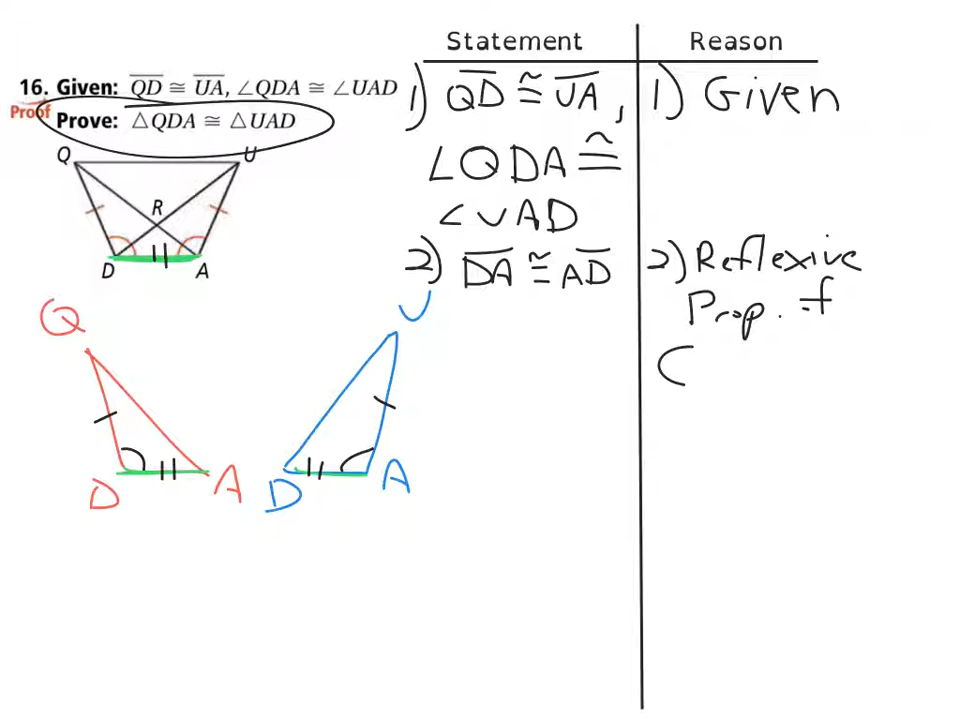 Statement Reason
16. Given: QD ≅ UA, ∠QDA ≅ ∠UAD
Proof
Prove: △QDA ≅ △UAD
1) QD ≅ UA,
∠QDA ≅
∠UAD
1) Given
2) DA ≅ AD
2) Reflexive
Prop. of
C
Q U
R
D A
Q
D A
U
D A